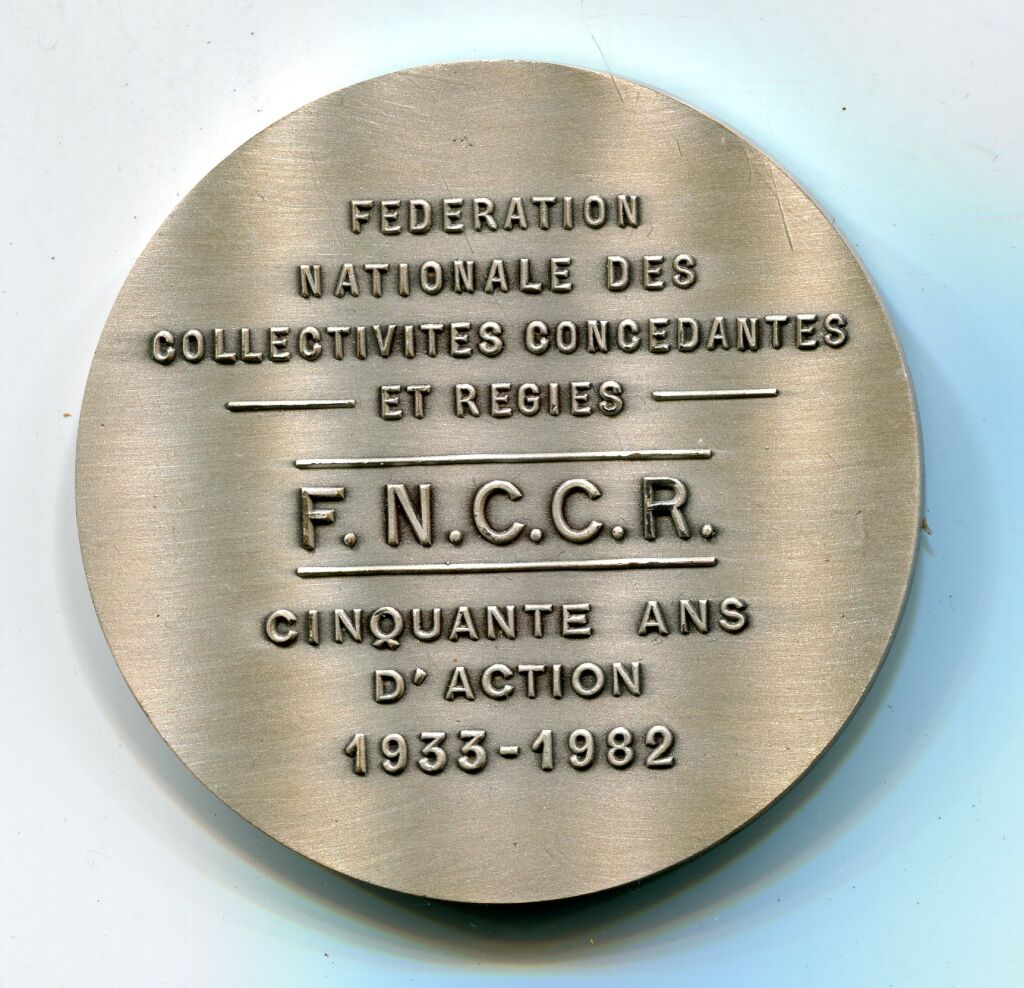 FEDERATION
NATIONALE DES
COLLECTIVITES CONCEDANTES
ET REGIES
F.N.C.C.R.
CINQUANTE ANS
D'ACTION
1933-1982